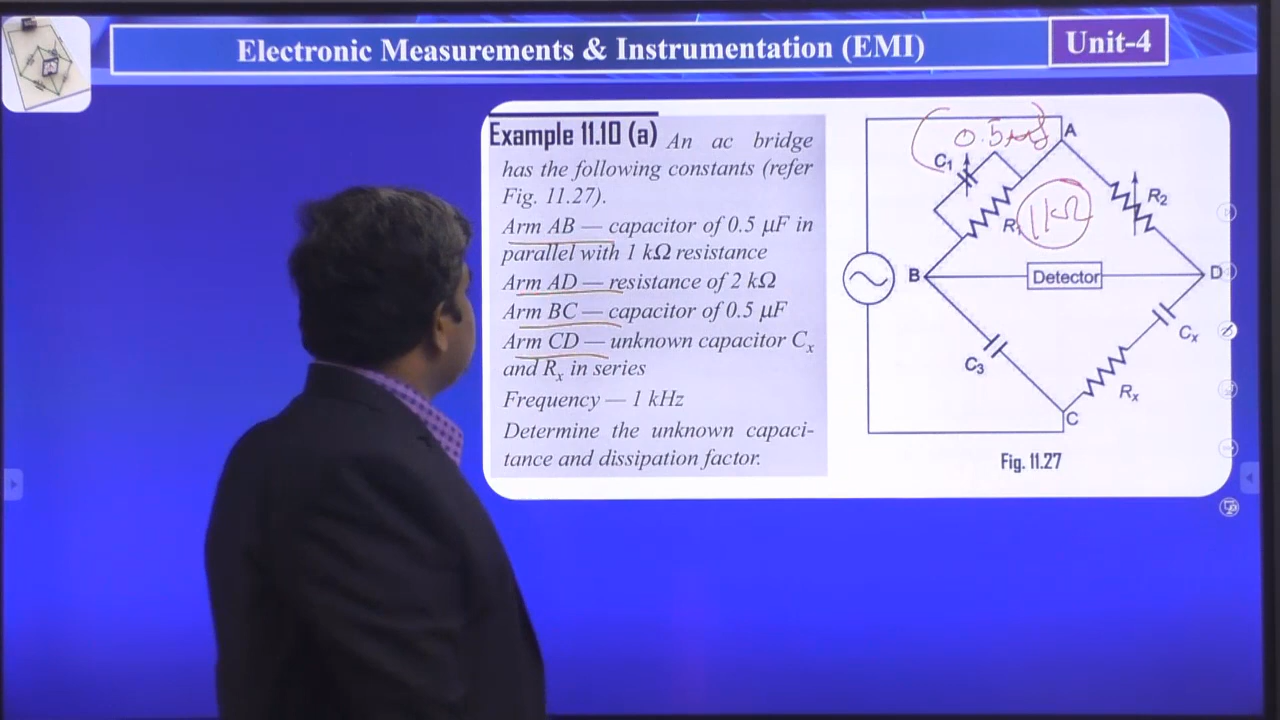 Electronic Measurements & Instrumentation (EMI)
Unit-4
Example 11.10 (a) An ac bridge
has the following constants (refer
Fig. 11.27).
Arm AB — capacitor of 0.5 μF in
parallel with 1 kΩ resistance
Arm AD — resistance of 2 kΩ
Arm BC — capacitor of 0.5 μF
Arm CD — unknown capacitor Cx
and Rx in series
Frequency — 1 kHz
Determine the unknown capaci-
tance and dissipation factor.
0.5μf
A
C1
R1
1kΩ
R2
B
Detector
D
C3
Cx
Rx
C
Fig. 11.27